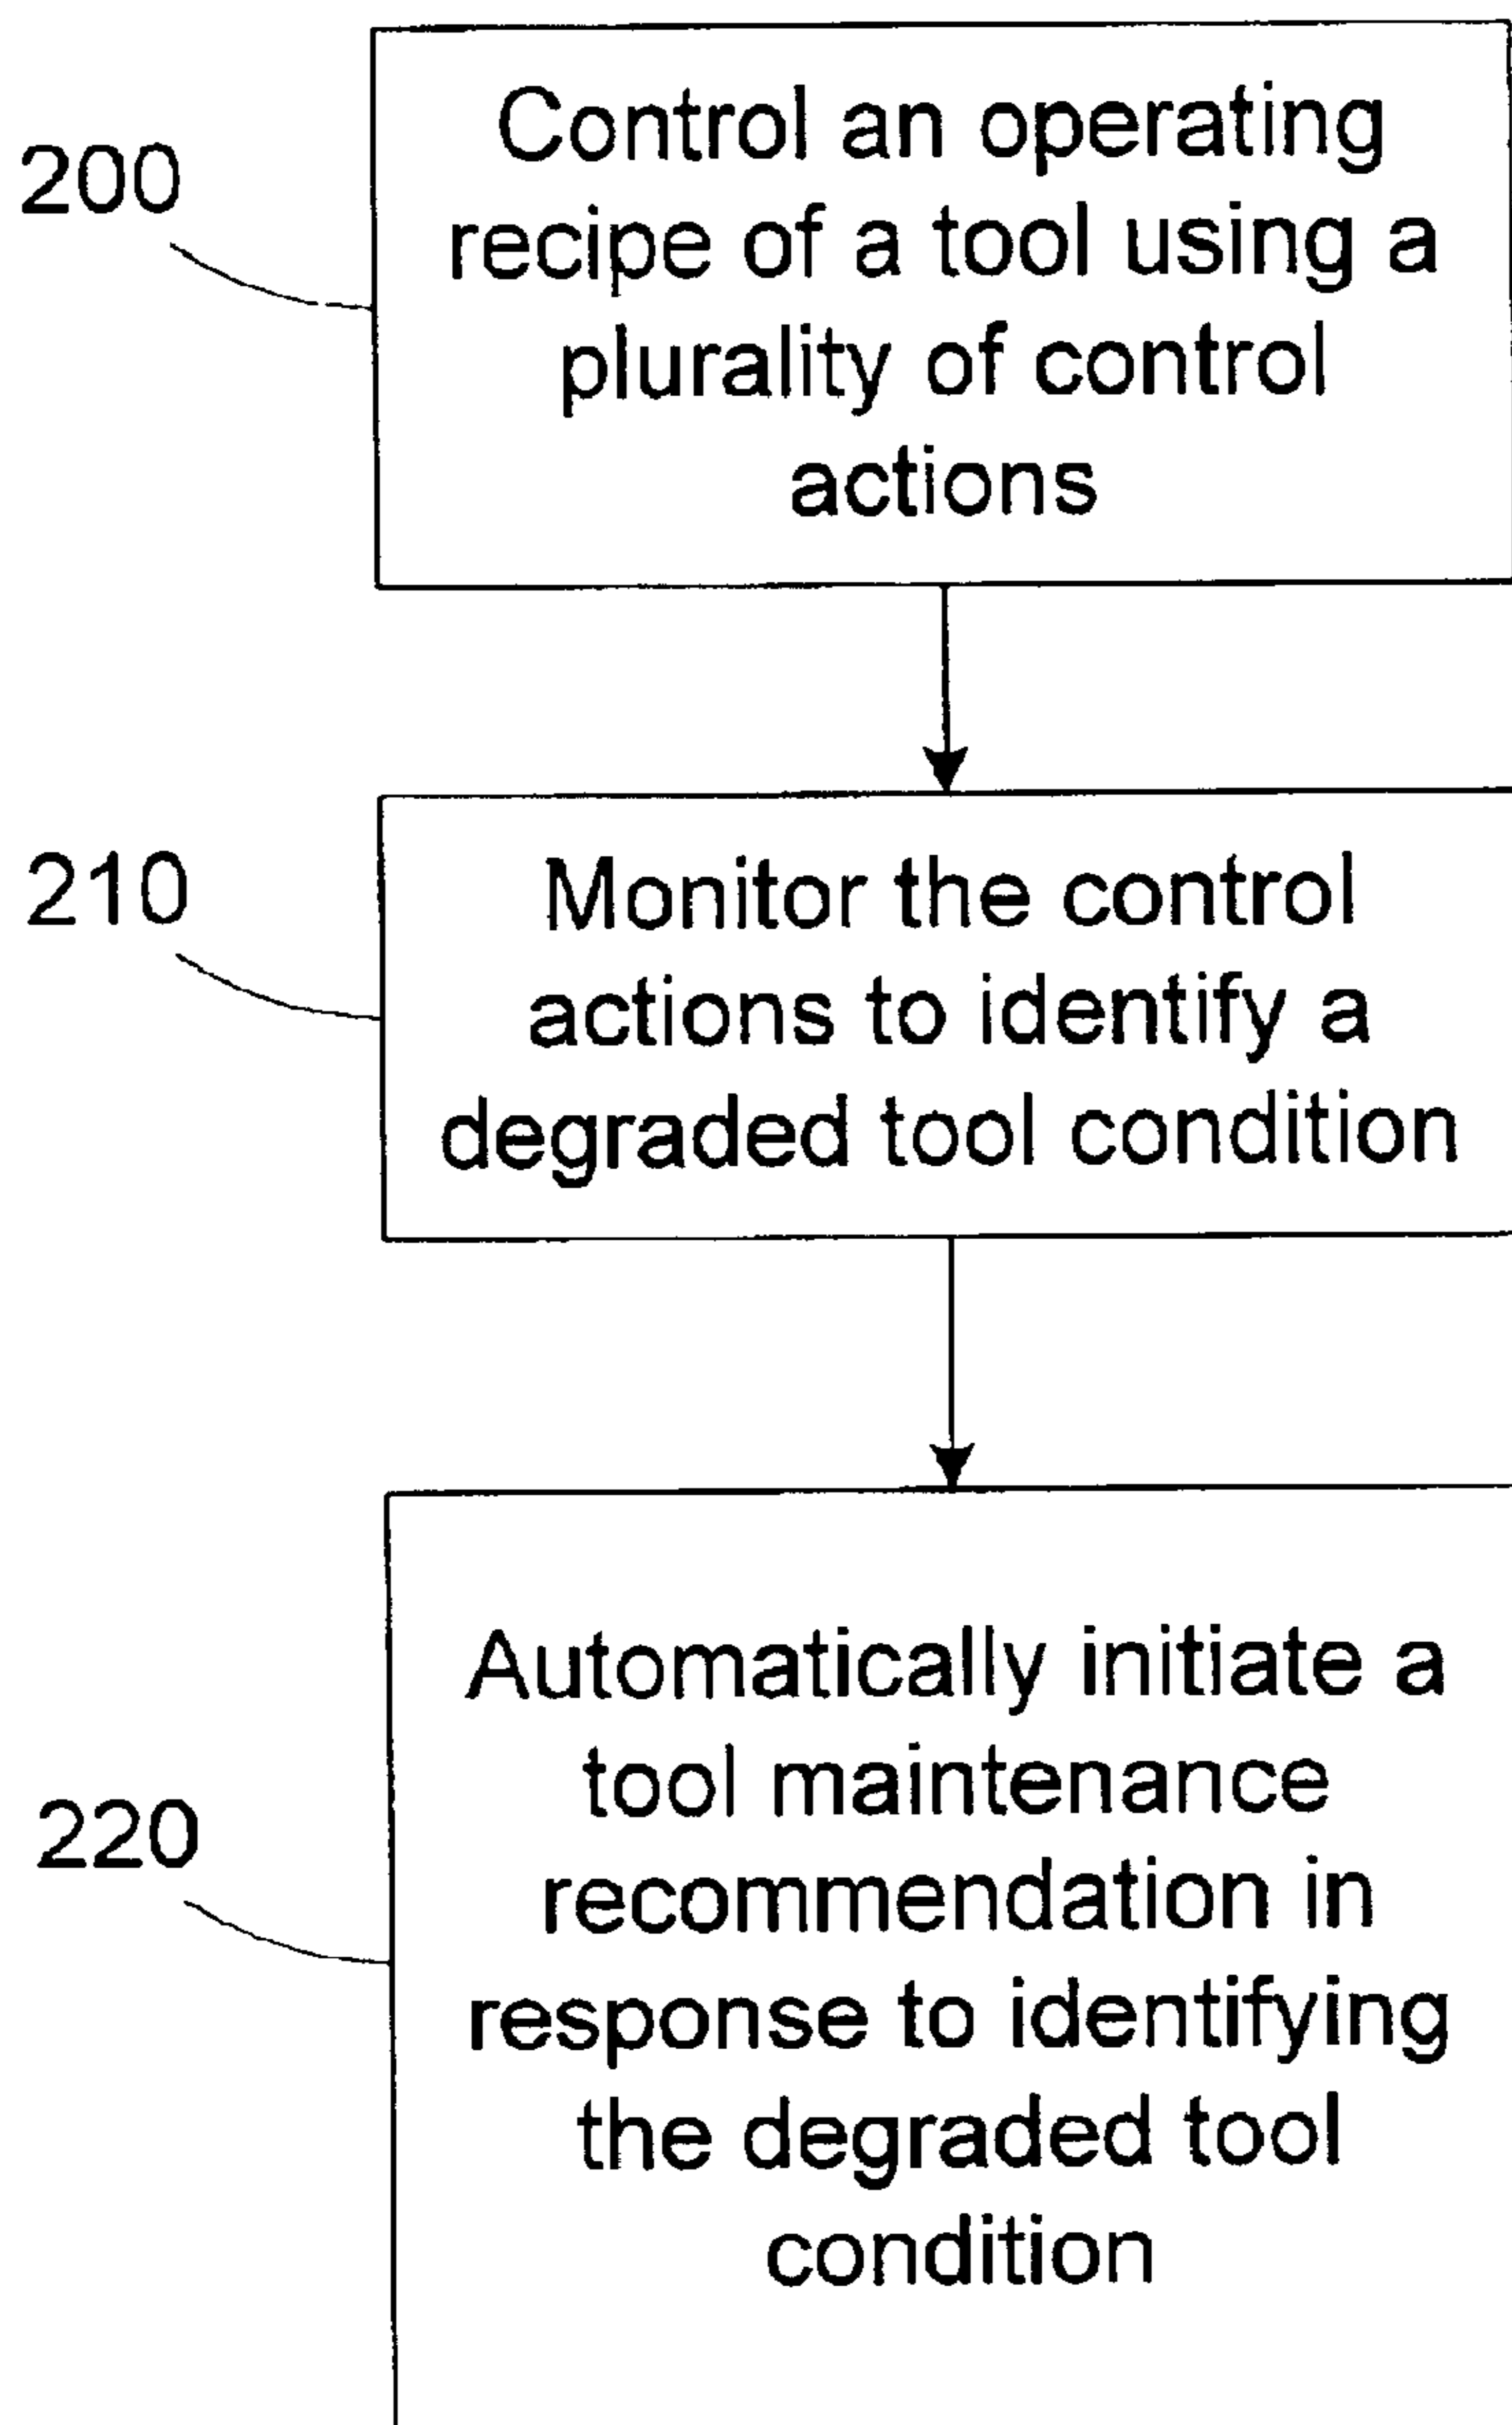 200
Control an operating
recipe of a tool using a
plurality of control
actions
210
Monitor the control
actions to identify a
degraded tool condition
220
Automatically initiate a
tool maintenance
recommendation in
response to identifying
the degraded tool
condition